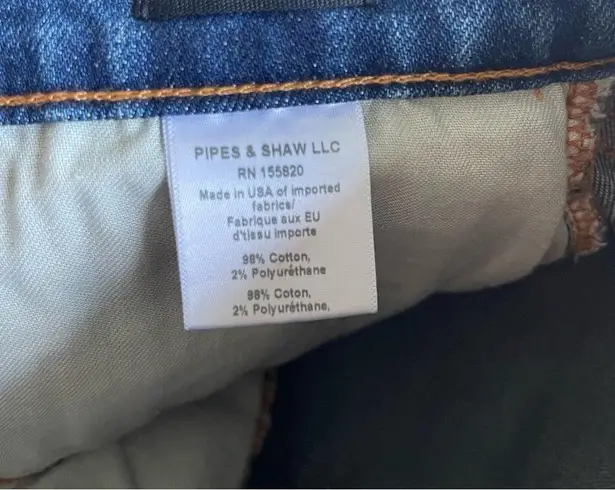 PIPES & SHAW LLC
RN 155820
Made in USA of imported
fabrics/
Fabrique aux EU
d'tissu importe
98% Cotton,
2% Polyuréthane
98% Coton,
2% Polyuréthane,